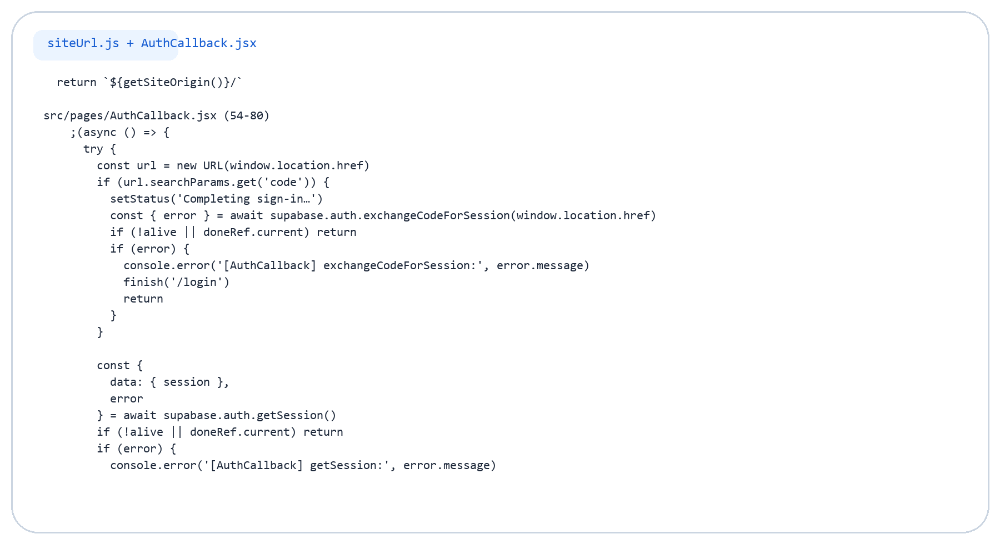 siteUrl.js + AuthCallback.jsx
  return `${getSiteOrigin()}/`

src/pages/AuthCallback.jsx (54-80)
    ;(async () => {
      try {
        const url = new URL(window.location.href)
        if (url.searchParams.get('code')) {
          setStatus('Completing sign-in…')
          const { error } = await supabase.auth.exchangeCodeForSession(window.location.href)
          if (!alive || doneRef.current) return
          if (error) {
            console.error('[AuthCallback] exchangeCodeForSession:', error.message)
            finish('/login')
            return
          }
        }

        const {
          data: { session },
          error
        } = await supabase.auth.getSession()
        if (!alive || doneRef.current) return
        if (error) {
          console.error('[AuthCallback] getSession:', error.message)